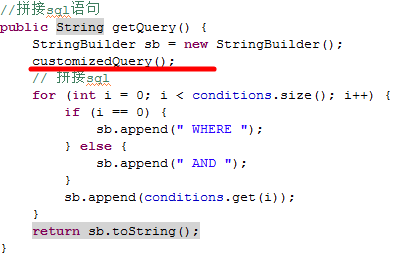 //拼接sql语句
public String getQuery() {
    StringBuilder sb = new StringBuilder();
    customizedQuery();
    // 拼接sql
    for (int i = 0; i < conditions.size(); i++) {
        if (i == 0) {
            sb.append(" WHERE ");
        } else {
            sb.append(" AND ");
        }
        sb.append(conditions.get(i));
    }
    return sb.toString();
}